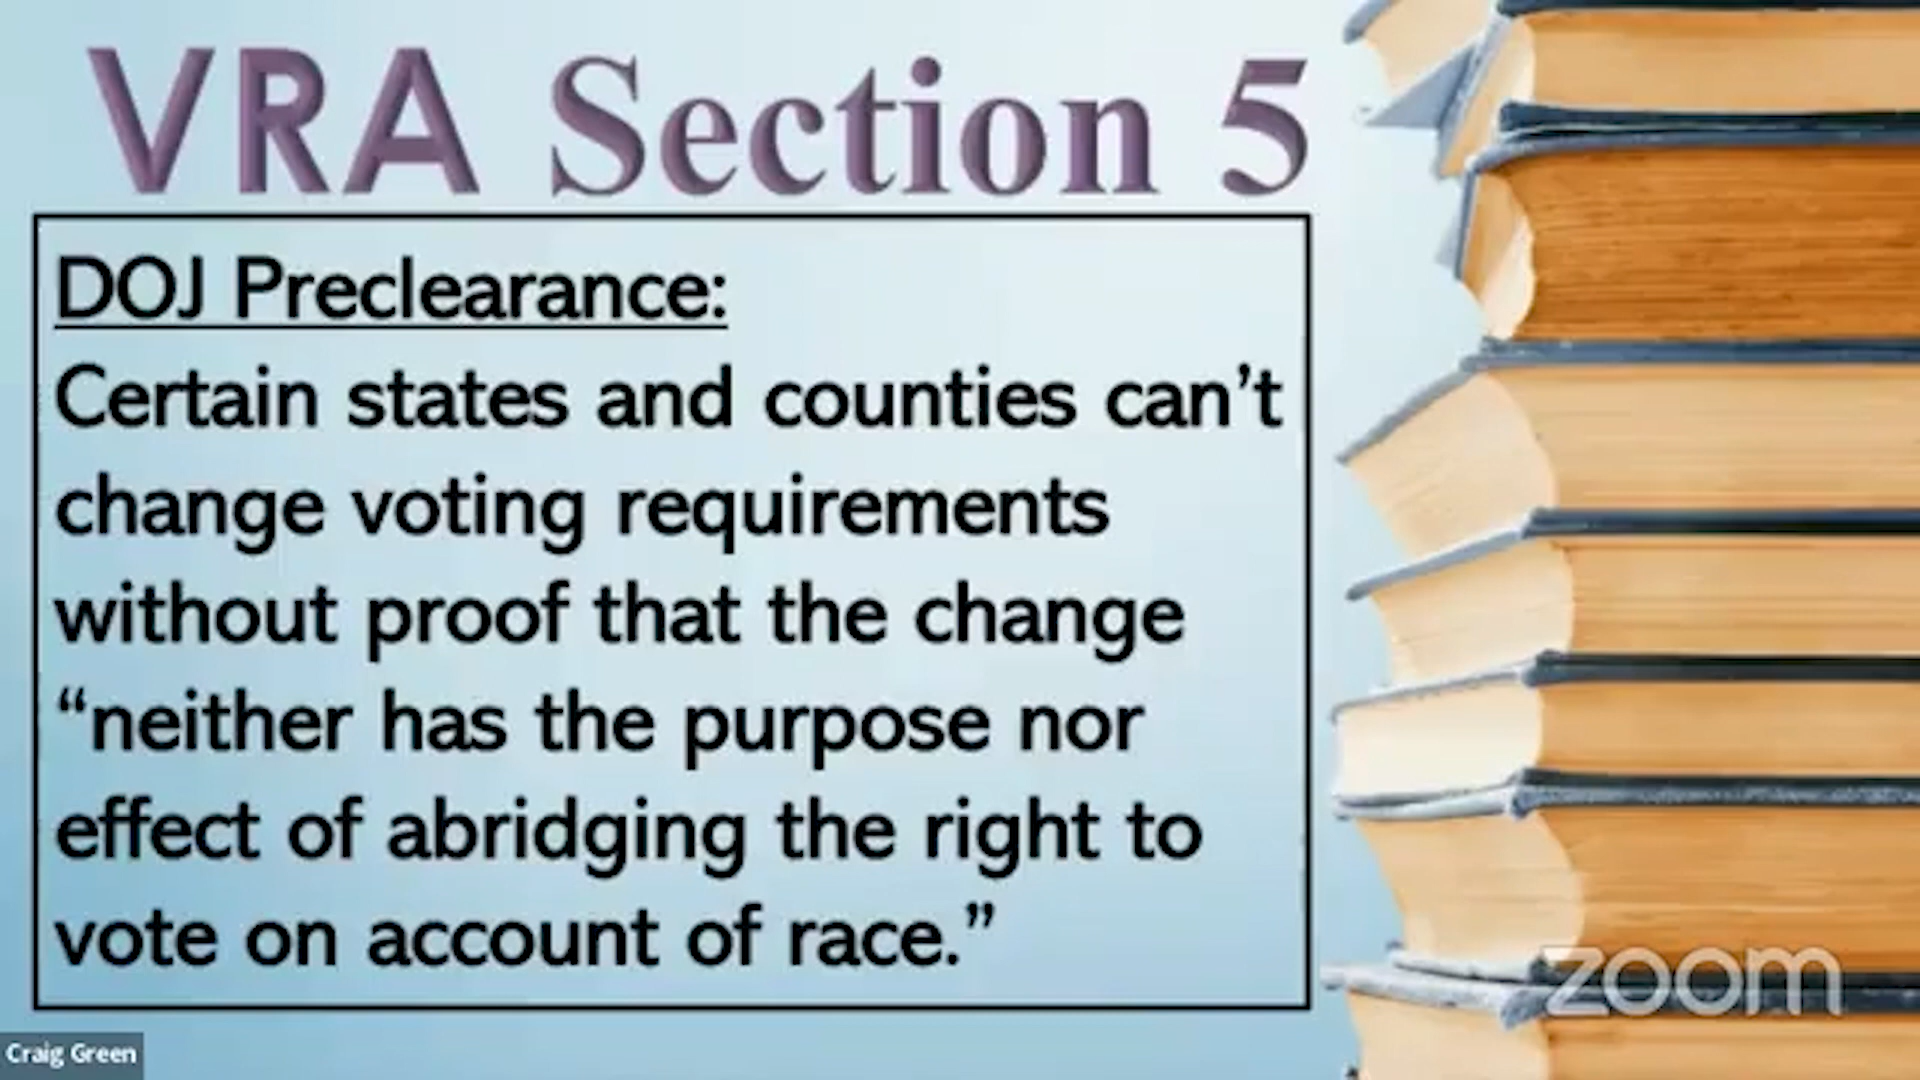 VRA Section 5
DOJ Preclearance:
Certain states and counties can’t
change voting requirements
without proof that the change
“neither has the purpose nor
effect of abridging the right to
vote on account of race.”
zoom
Craig Green